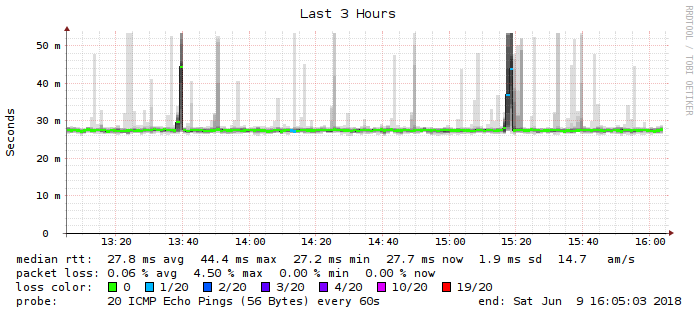 Last 3 Hours
RRDTOOL / TOBI OETIKER
Seconds
50 m
40 m
30 m
20 m
10 m
0
13:20 13:40 14:00 14:20 14:40 15:00 15:20 15:40 16:00
median rtt: 27.8 ms avg 44.4 ms max 27.2 ms min 27.7 ms now 1.9 ms sd 14.7 am/s
packet loss: 0.06 % avg 4.50 % max 0.00 % min 0.00 % now
loss color: 0 1/20 2/20 3/20 4/20 10/20 19/20
probe: 20 ICMP Echo Pings (56 Bytes) every 60s end: Sat Jun 9 16:05:03 2018